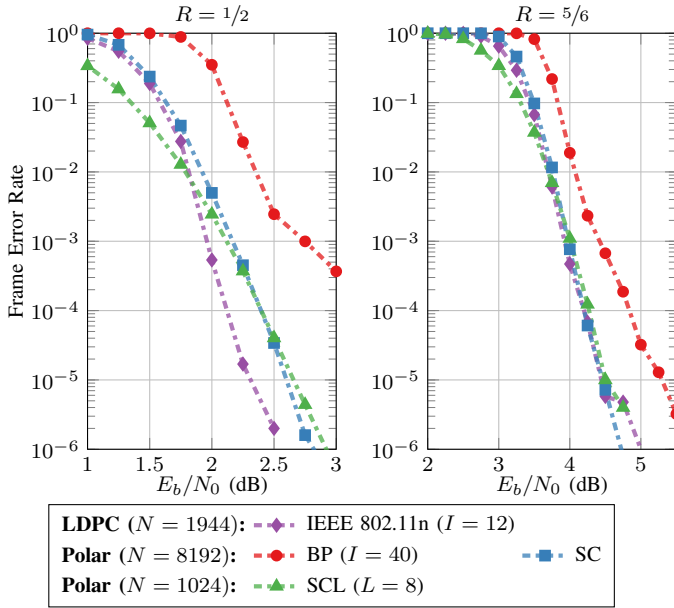 R = 1/2
R = 5/6
10^0
10^−1
10^−2
10^−3
10^−4
10^−5
10^−6
Frame Error Rate
1
1.5
2
2.5
3
E_b/N_0 (dB)
10^0
10^−1
10^−2
10^−3
10^−4
10^−5
10^−6
2
3
4
5
E_b/N_0 (dB)
LDPC (N = 1944): IEEE 802.11n (I = 12)
Polar (N = 8192): BP (I = 40) SC
Polar (N = 1024): SCL (L = 8)